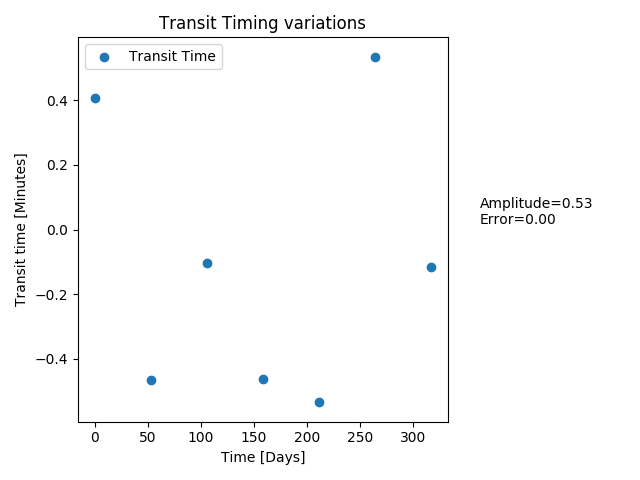 Transit Timing variations
Transit Time
0.4
0.2
0.0
−0.2
−0.4
Transit time [Minutes]
Amplitude=0.53
Error=0.00
0 50 100 150 200 250 300
Time [Days]